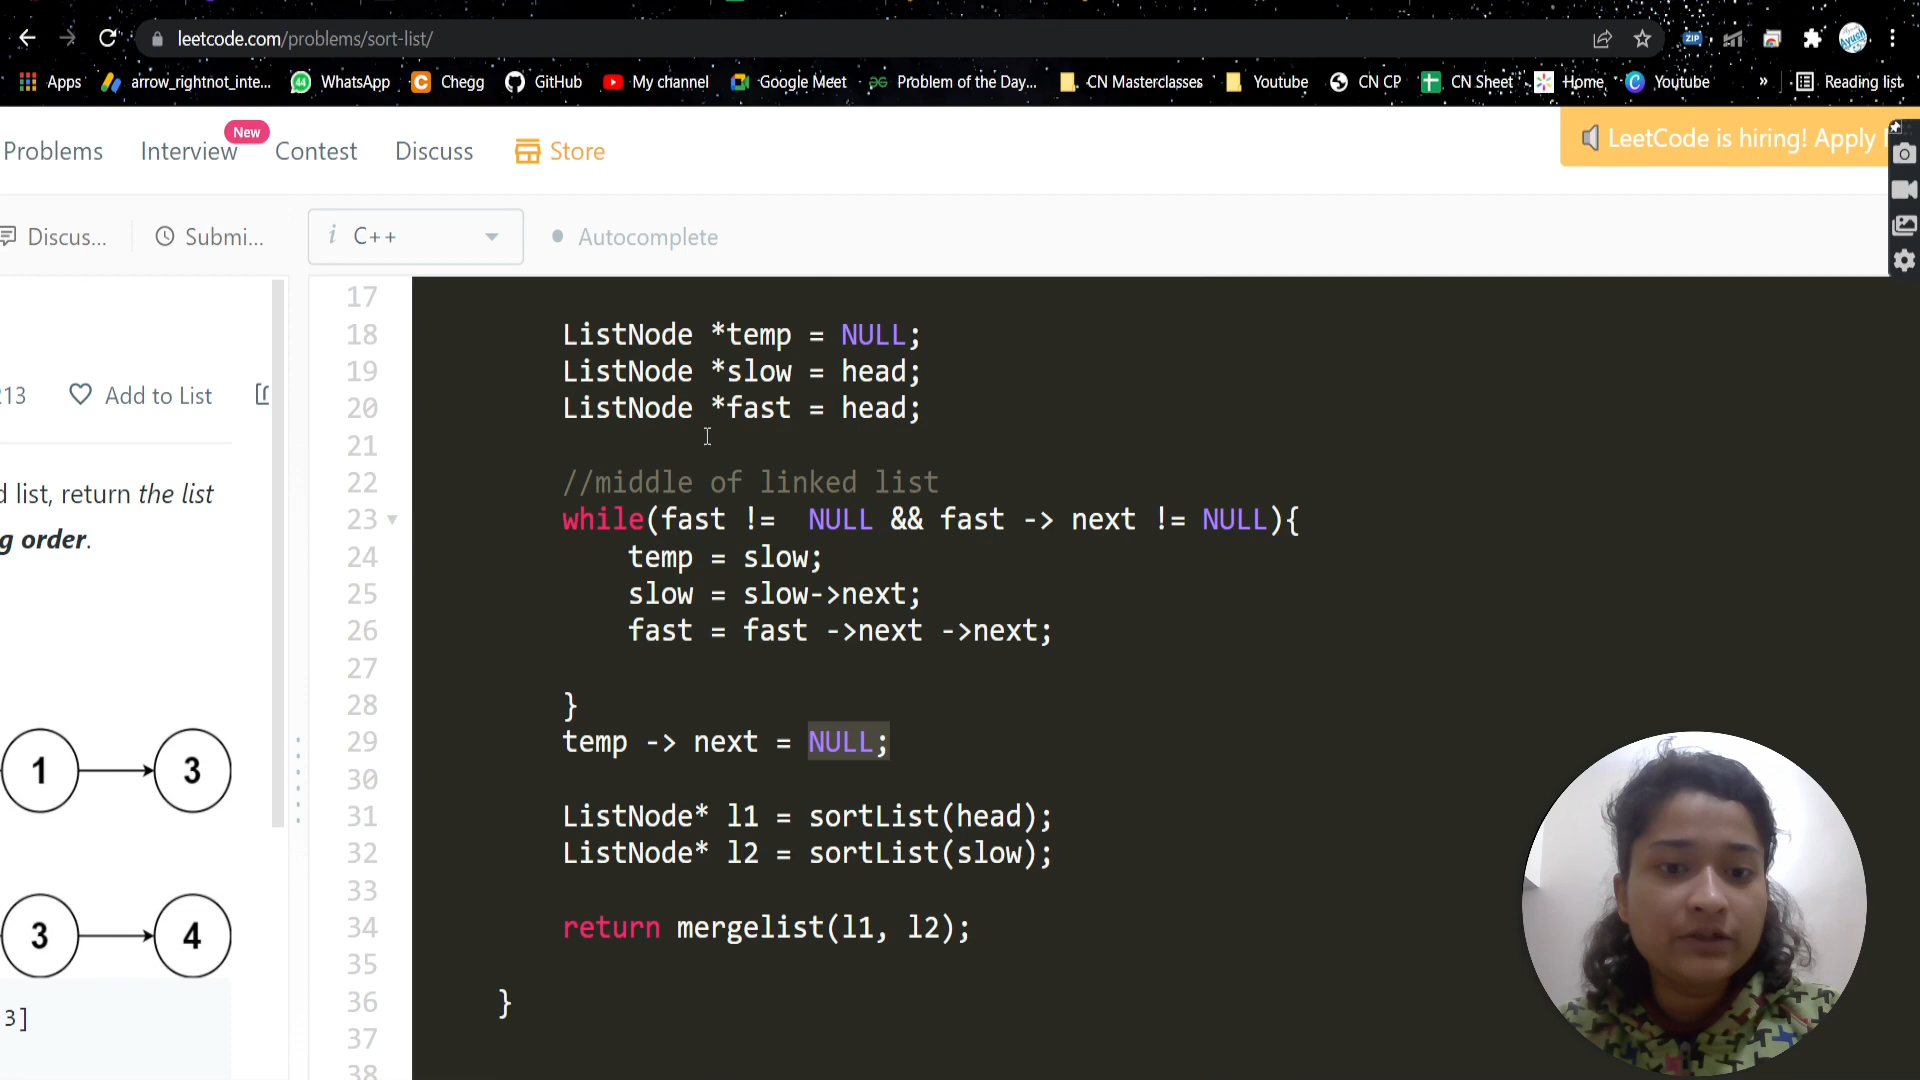 leetcode.com/problems/sort-list/
ZIP
Ayush
Apps
arrow_rightnot_inte...
44
WhatsApp
C
Chegg
GitHub
My channel
Google Meet
Problem of the Day...
CN Masterclasses
Youtube
CN CP
CN Sheet
Home
C
Youtube
»
Reading list
Problems
New
Interview
Contest
Discuss
Store
LeetCode is hiring! Apply
Discus...
Submi...
i C++
Autocomplete
213
Add to List
d list, return the list
g order.
1
3
3
4
3]
17
18 ListNode *temp = NULL;
19 ListNode *slow = head;
20 ListNode *fast = head;
21
22 //middle of linked list
23 while(fast !=  NULL && fast -> next != NULL){
24 temp = slow;
25 slow = slow->next;
26 fast = fast ->next ->next;
27
28 }
29 temp -> next = NULL;
30
31 ListNode* l1 = sortList(head);
32 ListNode* l2 = sortList(slow);
33
34 return mergelist(l1, l2);
35
36 }
37
38